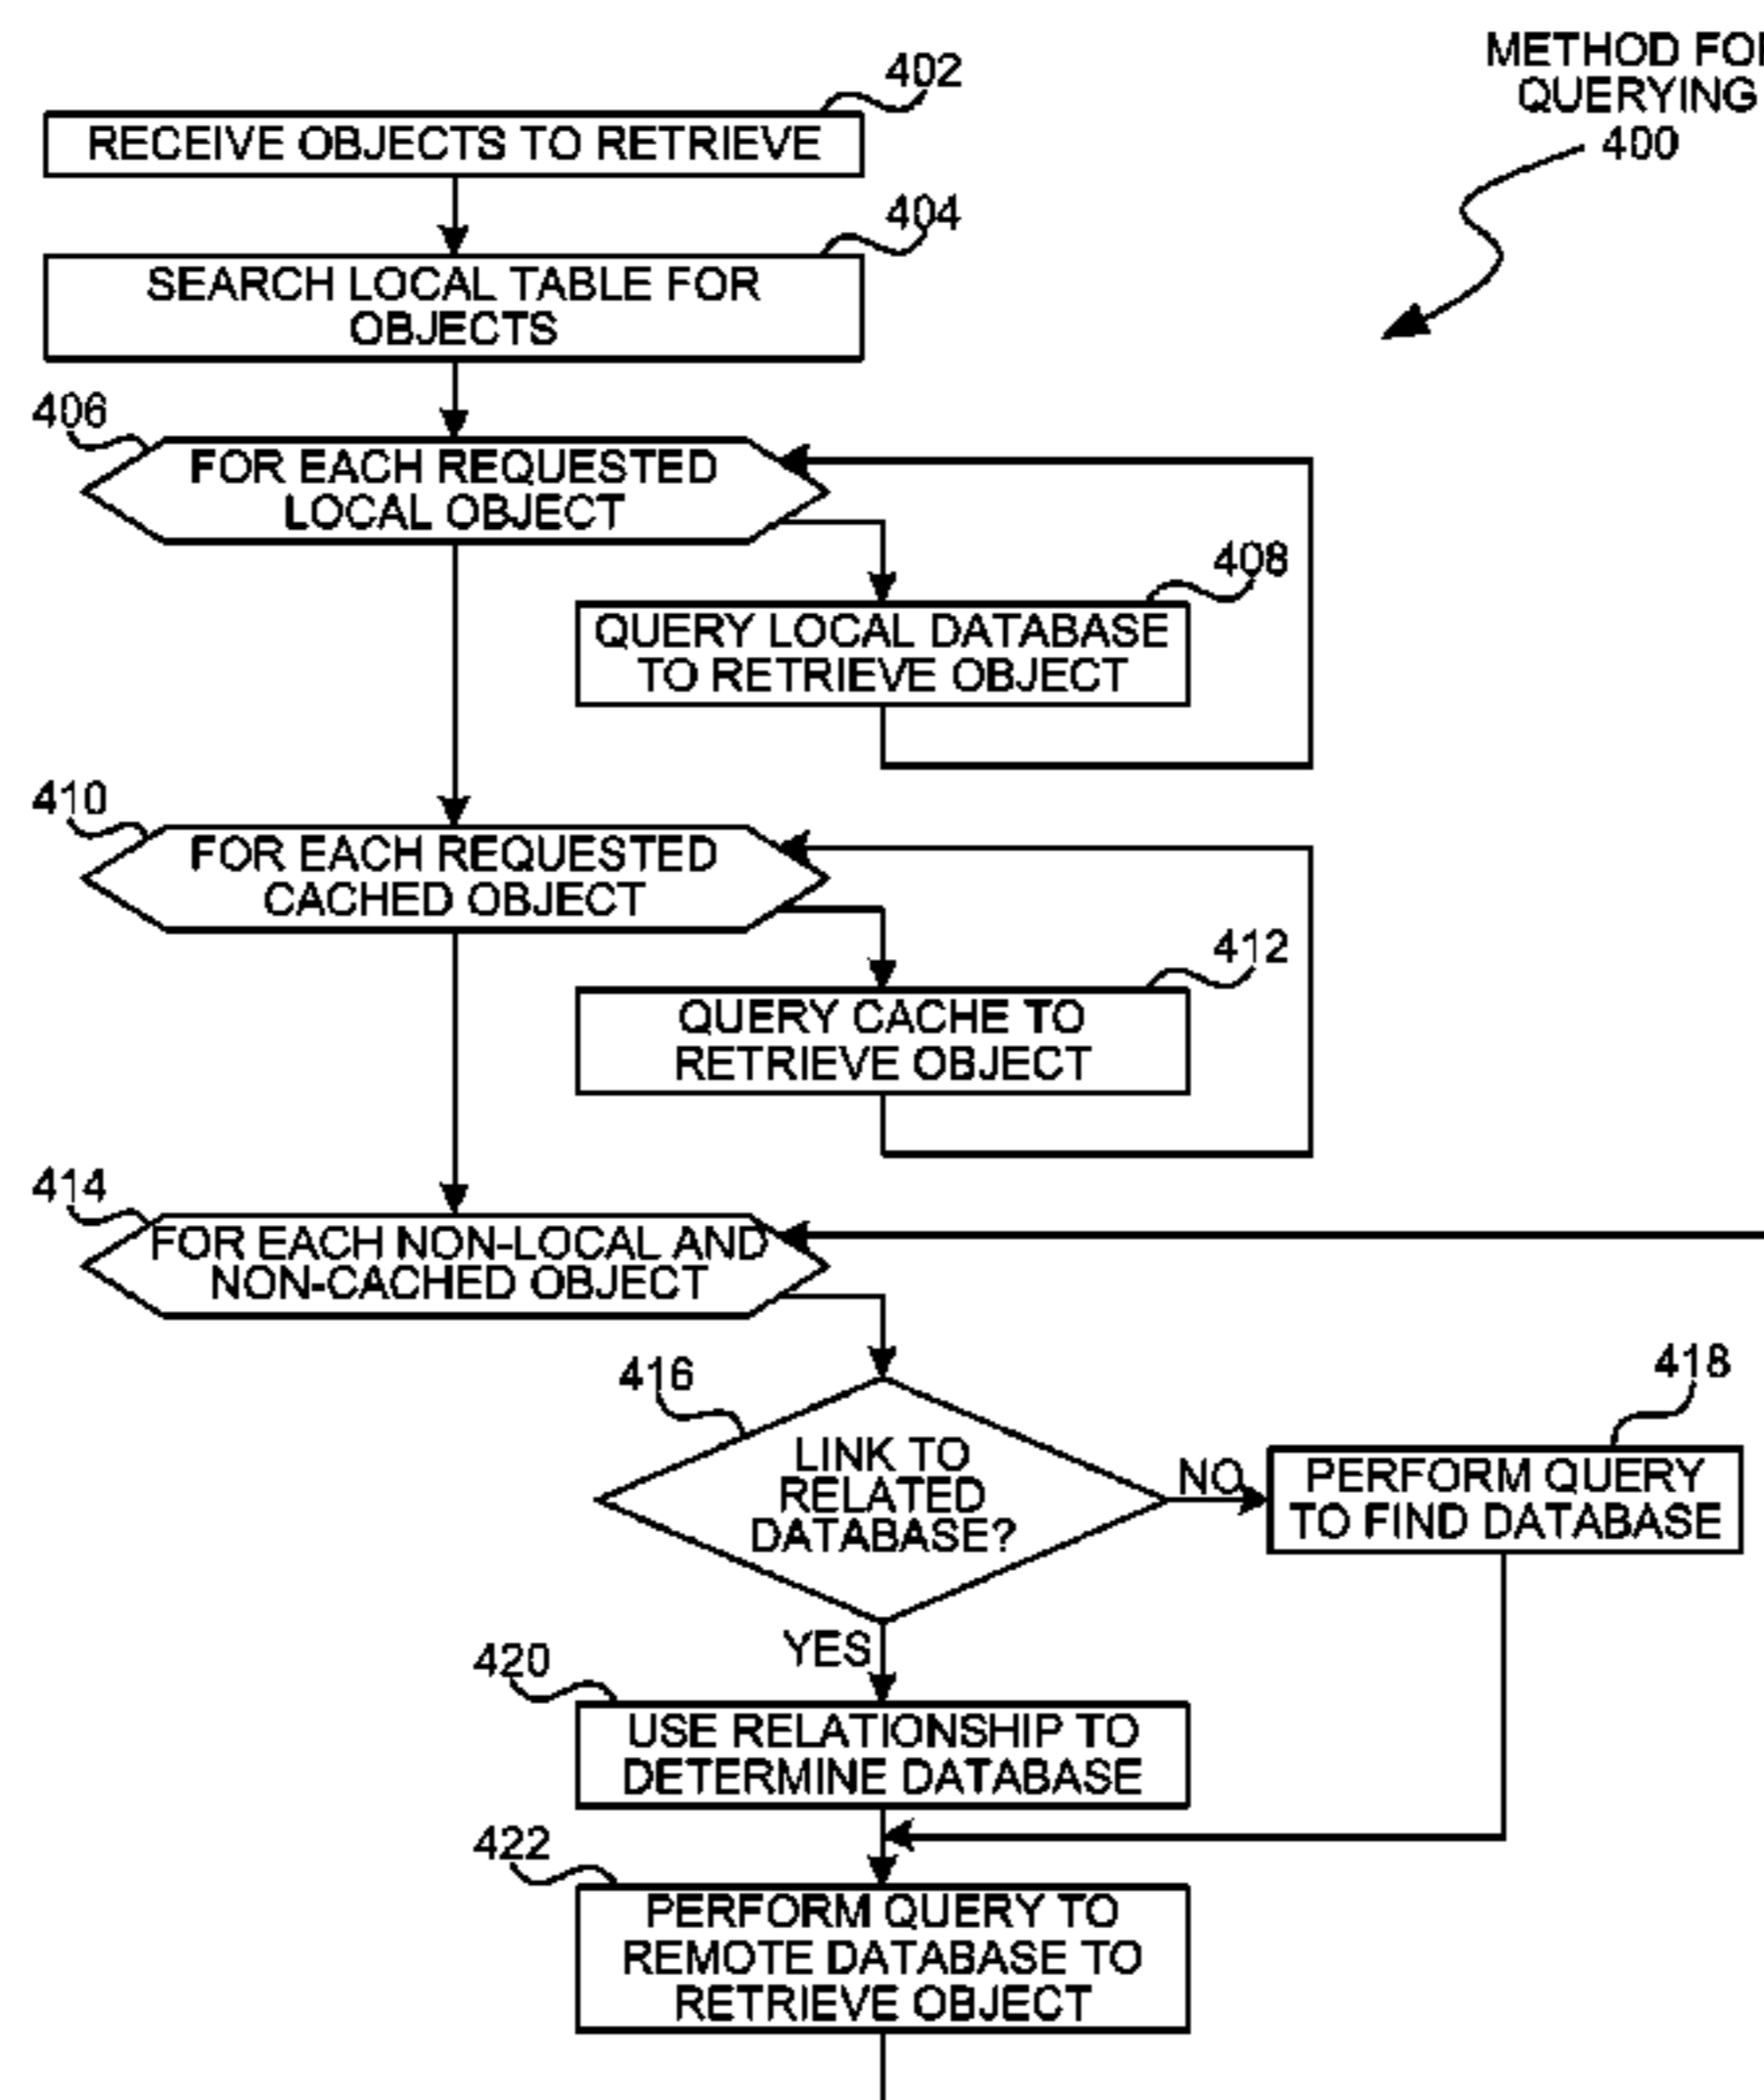 METHOD FO
QUERYING
400
402
RECEIVE OBJECTS TO RETRIEVE
404
SEARCH LOCAL TABLE FOR
OBJECTS
406
FOR EACH REQUESTED
LOCAL OBJECT
408
QUERY LOCAL DATABASE
TO RETRIEVE OBJECT
410
FOR EACH REQUESTED
CACHED OBJECT
412
QUERY CACHE TO
RETRIEVE OBJECT
414
FOR EACH NON-LOCAL AND
NON-CACHED OBJECT
416
LINK TO
RELATED
DATABASE?
NO
418
PERFORM QUERY
TO FIND DATABASE
YES
420
USE RELATIONSHIP TO
DETERMINE DATABASE
422
PERFORM QUERY TO
REMOTE DATABASE TO
RETRIEVE OBJECT